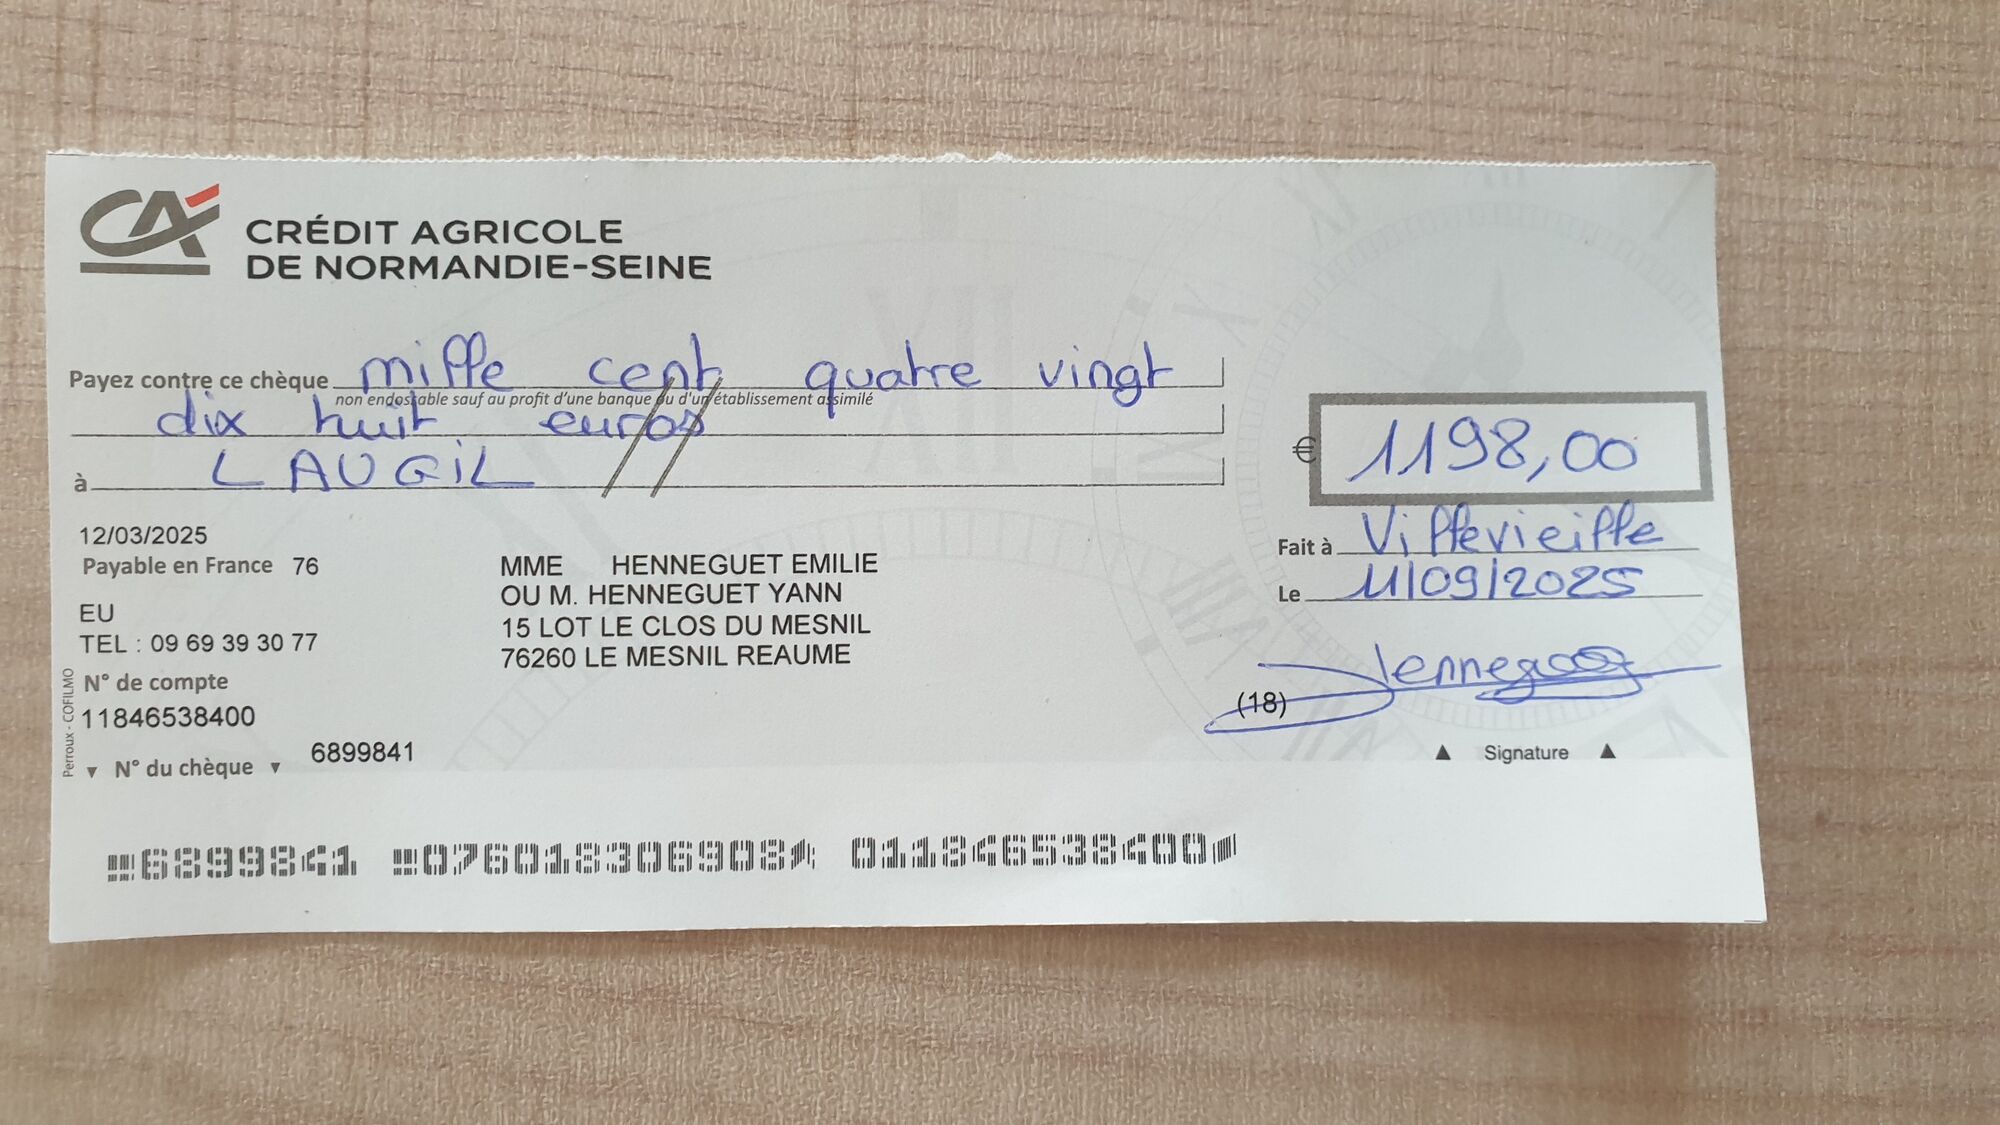 CA
CRÉDIT AGRICOLE
DE NORMANDIE-SEINE
Payez contre ce chèque mille cent quatre vingt
non endossable sauf au profit d'une banque ou d'un établissement assimilé
dix huit euros
à LAUGIL
€ 1198,00
Fait à Villevieille
Le 11/09/2025
12/03/2025
Payable en France 76
EU
TEL : 09 69 39 30 77
N° de compte
11846538400
N° du chèque 6899841
Perroux - COFILMO
MME HENNEGUET EMILIE
OU M. HENNEGUET YANN
15 LOT LE CLOS DU MESNIL
76260 LE MESNIL REAUME
(18)
Signature
6899841 076018306908 011846538400